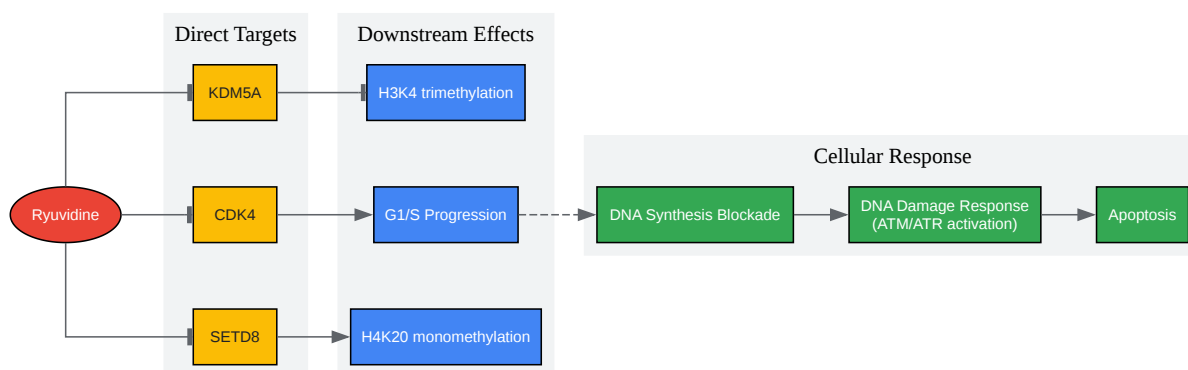 Direct Targets
Downstream Effects
KDM5A
H3K4 trimethylation
Cellular Response
Ryuvidine
CDK4
G1/S Progression
DNA Synthesis Blockade
DNA Damage Response
(ATM/ATR activation)
Apoptosis
SETD8
H4K20 monomethylation